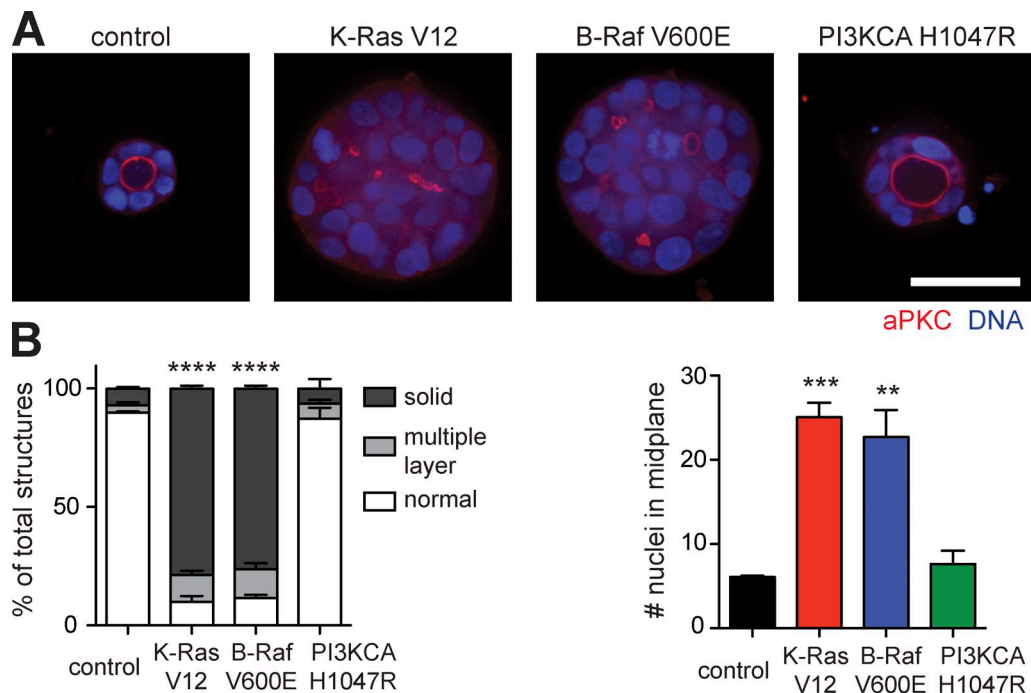 A
control
K-Ras V12
B-Raf V600E
PI3KCA H1047R
aPKC DNA
B
% of total structures
100
50
0
**** ****
solid
multiple
layer
normal
control
K-Ras
V12
B-Raf
V600E
PI3KCA
H1047R
# nuclei in midplane
30
20
10
0
***
**
control
K-Ras
V12
B-Raf
V600E
PI3KCA
H1047R